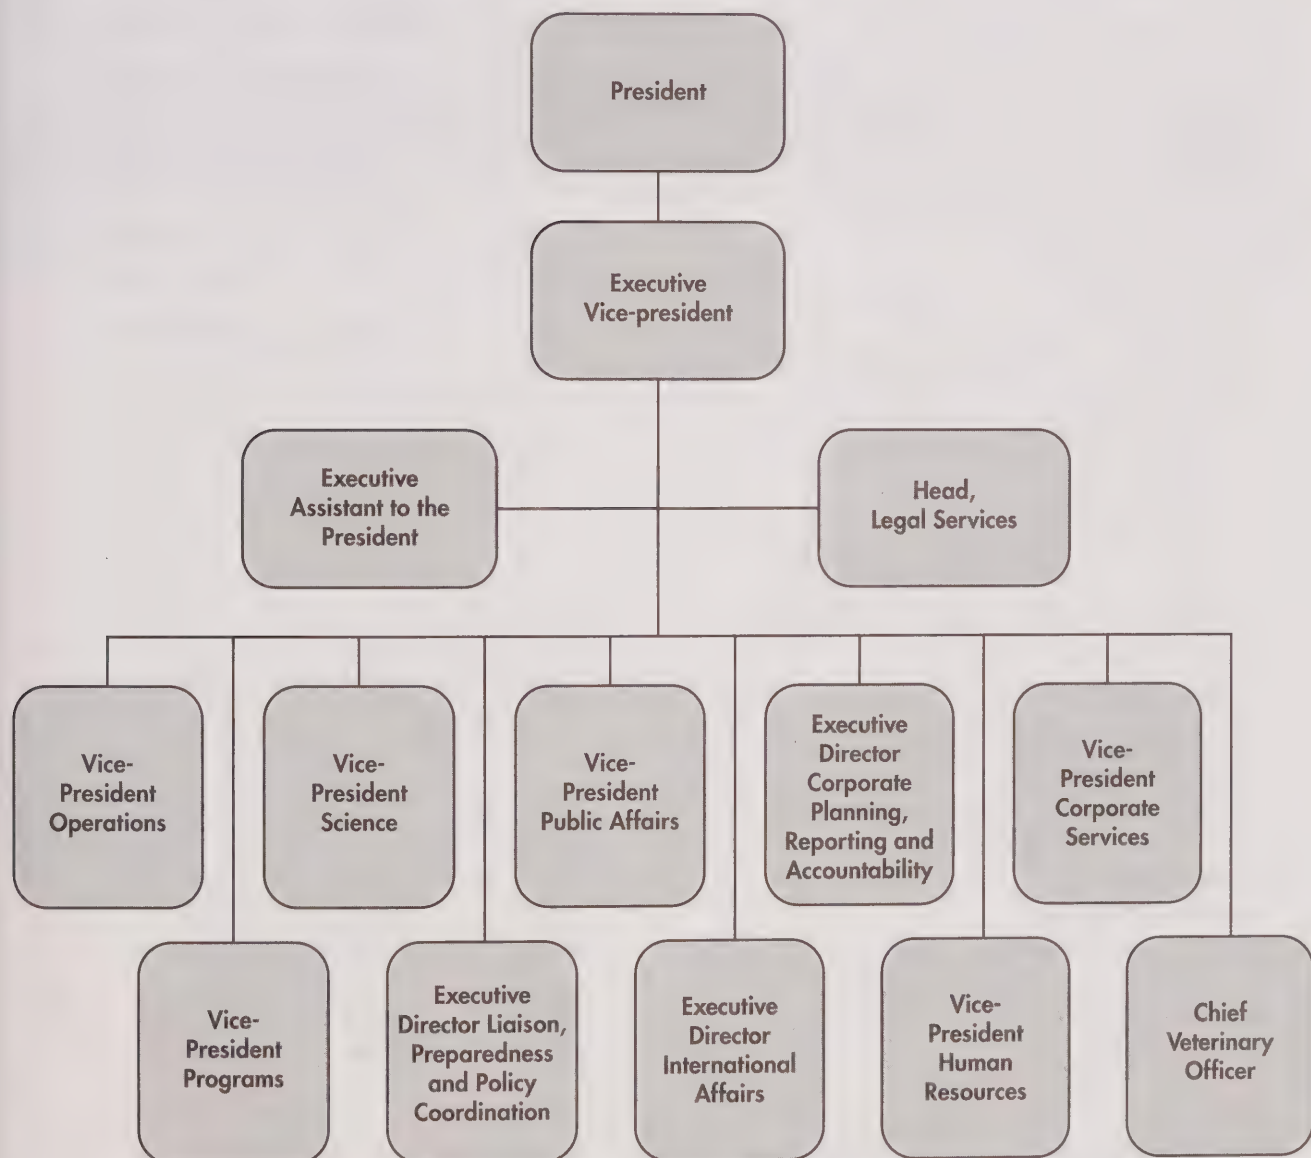 President
Executive
Vice-president
Executive
Assistant to the
President
Head,
Legal Services
Vice-
President
Operations
Vice-
President
Science
Vice-
President
Public Affairs
Executive
Director
Corporate
Planning,
Reporting and
Accountability
Vice-
President
Corporate
Services
Vice-
President
Programs
Executive
Director Liaison,
Preparedness
and Policy
Coordination
Executive
Director
International
Affairs
Vice-
President
Human
Resources
Chief
Veterinary
Officer